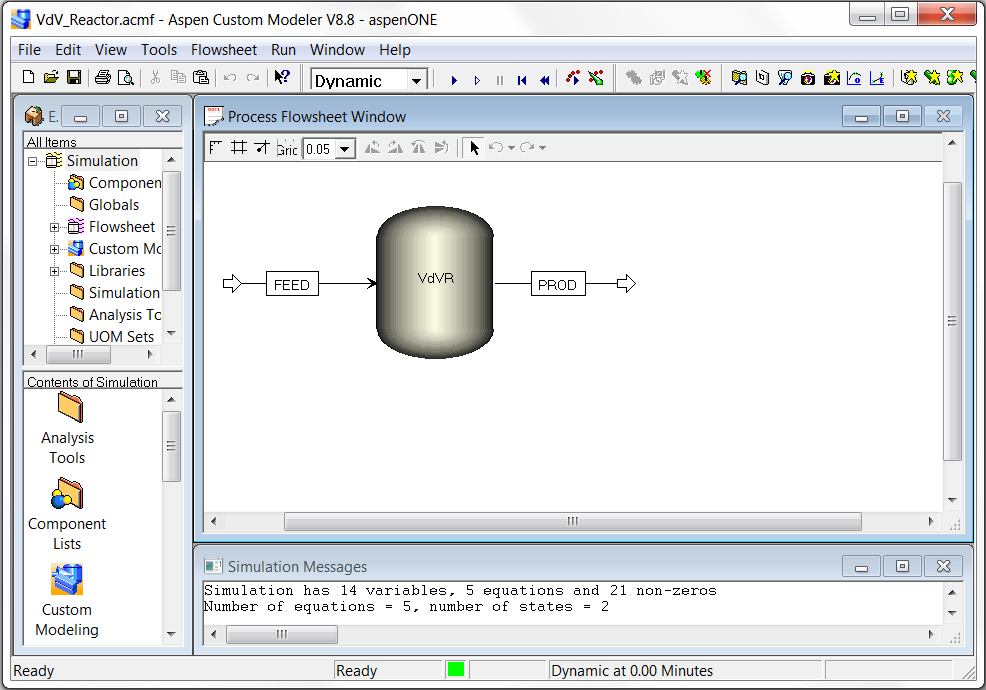 VdV_Reactor.acmf - Aspen Custom Modeler V8.8 - aspenONE
File Edit View Tools Flowsheet Run Window Help
Dynamic
E.
All Items
Simulation
Componen
Globals
Flowsheet
Custom Mo
Libraries
Simulation
Analysis To
UOM Sets
Contents of Simulation
Analysis
Tools
Component
Lists
Custom
Modeling
Process Flowsheet Window
Gric 0.05
FEED
VdVR
PROD
Simulation Messages
Simulation has 14 variables, 5 equations and 21 non-zeros
Number of equations = 5, number of states = 2
Ready Ready Dynamic at 0.00 Minutes